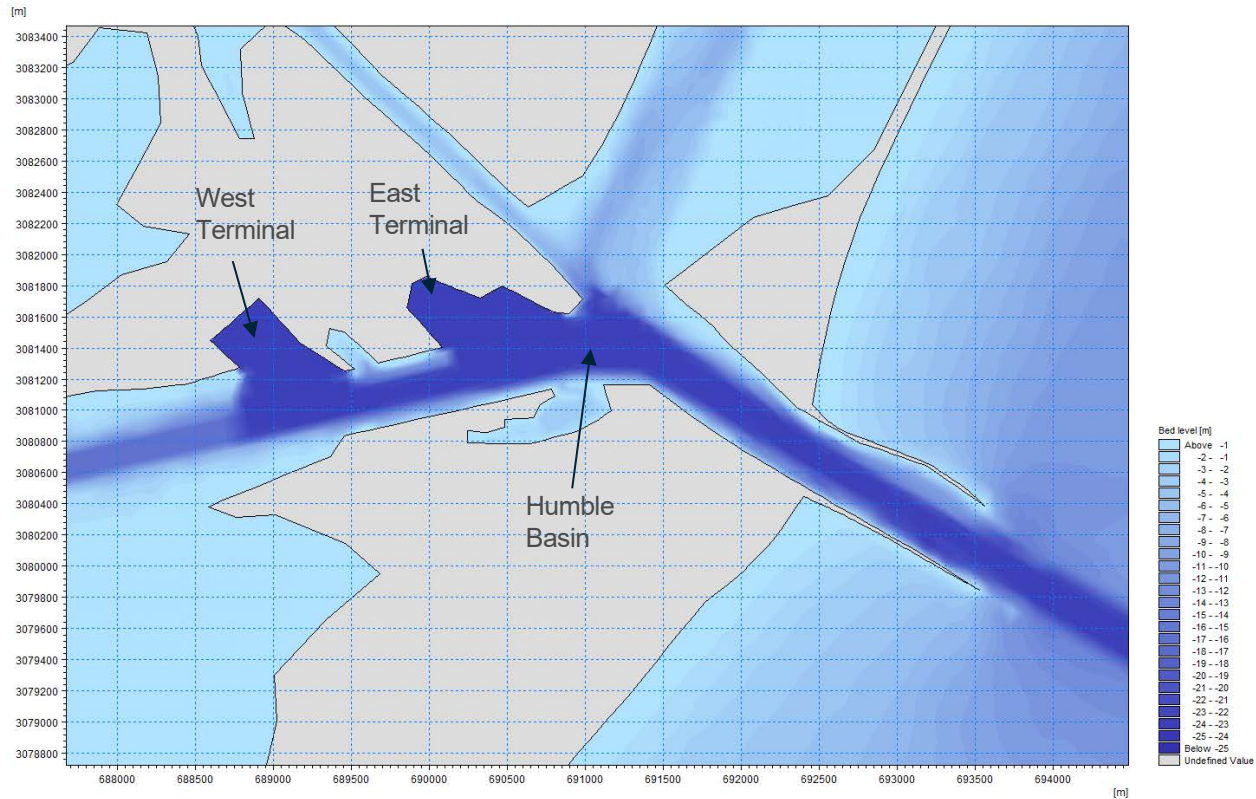 [m]
3083400
3083200
3083000
3082800
3082600
3082400
3082200
3082000
3081800
3081600
3081400
3081200
3081000
3080800
3080600
3080400
3080200
3080000
3079800
3079600
3079400
3079200
3079000
3078800
West
Terminal
East
Terminal
Humble
Basin
688000 688500 689000 689500 690000 690500 691000 691500 692000 692500 693000 693500 694000
[m]
Bed level [m]
Above -1
-2 - -1
-3 - -2
-4 - -3
-5 - -4
-6 - -5
-7 - -6
-8 - -7
-9 - -8
-10 - -9
-11 - -10
-12 - -11
-13 - -12
-14 - -13
-15 - -14
-16 - -15
-17 - -16
-18 - -17
-19 - -18
-20 - -19
-21 - -20
-22 - -21
-23 - -22
-24 - -23
-25 - -24
Below -25
Undefined Value